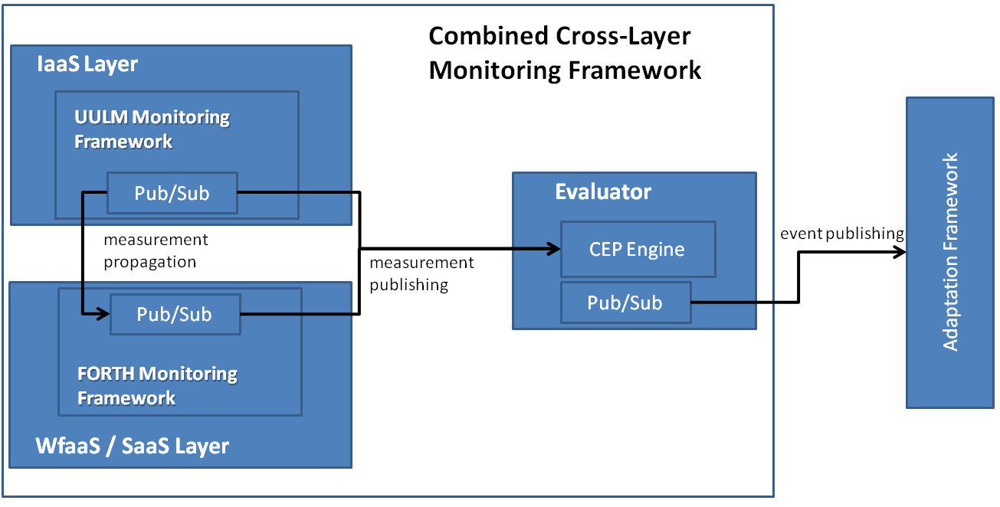 Combined Cross-Layer
Monitoring Framework
IaaS Layer
UULM Monitoring
Framework
Pub/Sub
measurement
propagation
Pub/Sub
FORTH Monitoring
Framework
WfaaS / SaaS Layer
measurement
publishing
Evaluator
CEP Engine
Pub/Sub
event publishing
Adaptation Framework